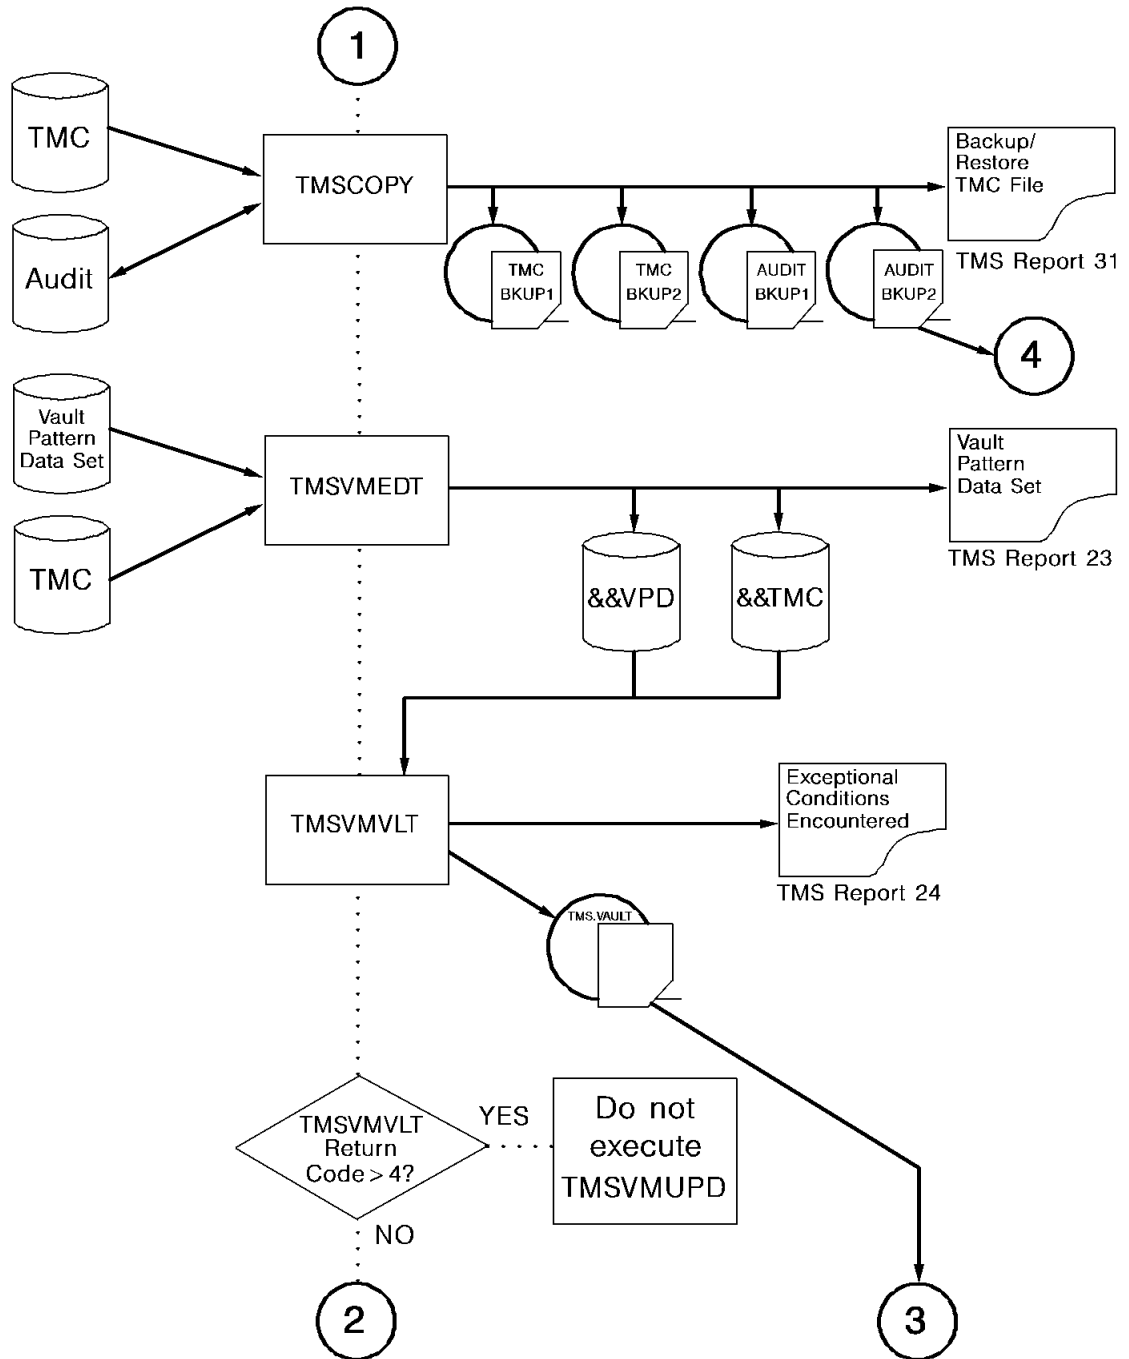 1
TMC
TMSCOPY
Backup/
Restore
TMC File
TMS Report 31
Audit
TMC
BKUP1
TMC
BKUP2
AUDIT
BKUP1
AUDIT
BKUP2
4
Vault
Pattern
Data Set
TMSVMEDT
Vault
Pattern
Data Set
TMS Report 23
TMC
&&VPD
&&TMC
TMSVMVLT
Exceptional
Conditions
Encountered
TMS Report 24
TMS.VAULT
TMSVMVLT
Return
Code > 4?
YES
Do not
execute
TMSVMUPD
NO
2
3